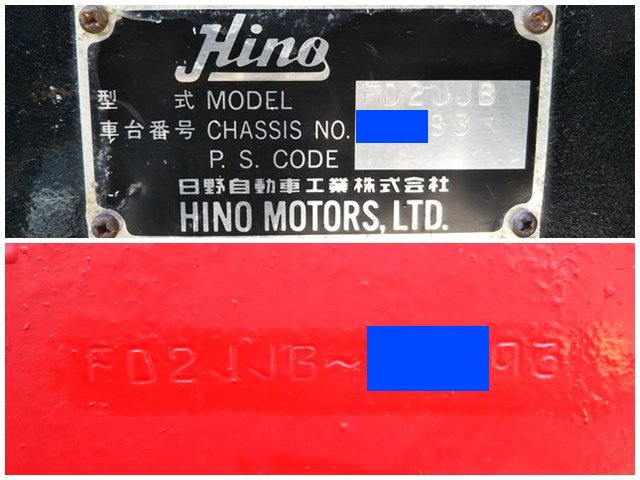 Hino
型式 MODEL FD2JJB
車台番号 CHASSIS NO. 93
P. S. CODE
日野自動車工業株式会社
HINO MOTORS, LTD.
FD2JJB~ 93